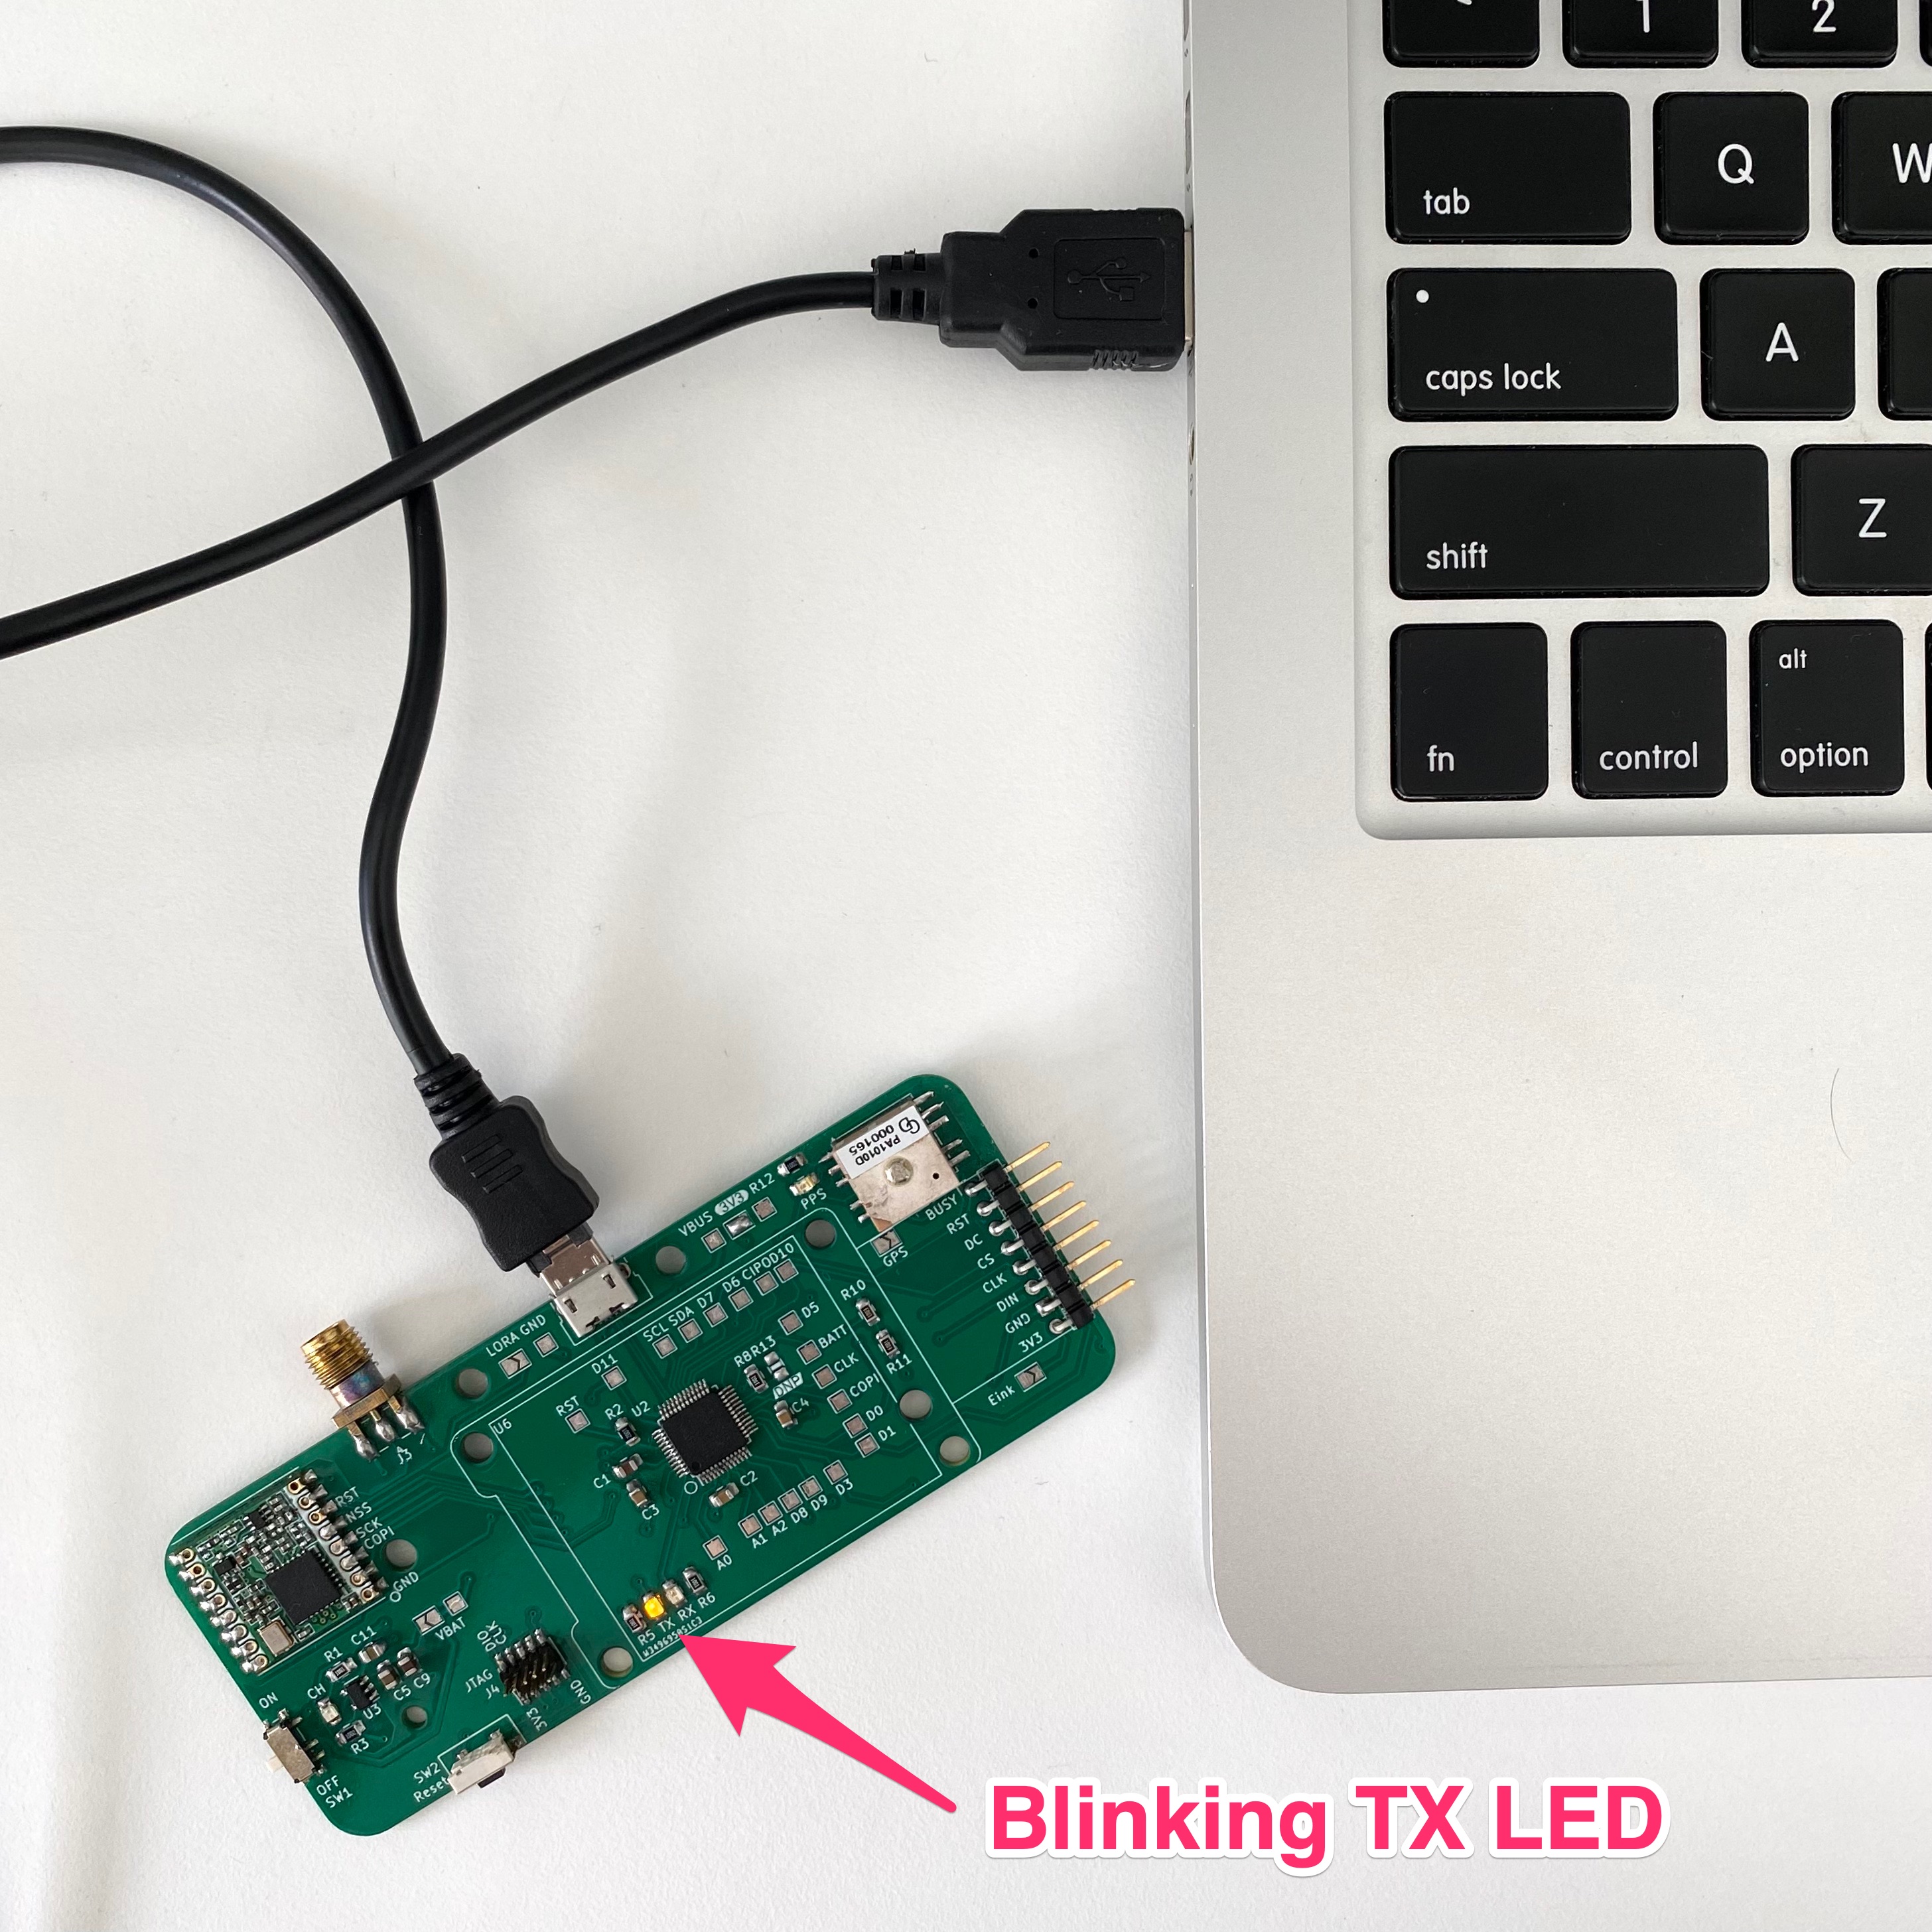 1
2
tab
Q
W
caps lock
A
shift
Z
fn
control
alt
option
PA1010D
000165
VBUS 3V3 R12
PPS
BUSY
RST
DC
CS
CLK
DIN
GND
3V3
GPS
Eink
LORA GND
SCL SDA D7 D6 CIPO D10
D11
D5
R10
R11
R8 R13
DNP
BATT
CLK
COPI
D0
D1
U6
RST
R2 U2
C1
C3
C2
C4
A0 A1 A2 D8 D9 D3
J3
RST
NSS
SCK
COPI
GND
VBAT
R1 C11
CH
U3
C5 C9
R3
ON
OFF
SW1
DIO
CLK
JTAG
J4
3V3
GND
SW2
Reset
R5 TX RX R6
Blinking TX LED